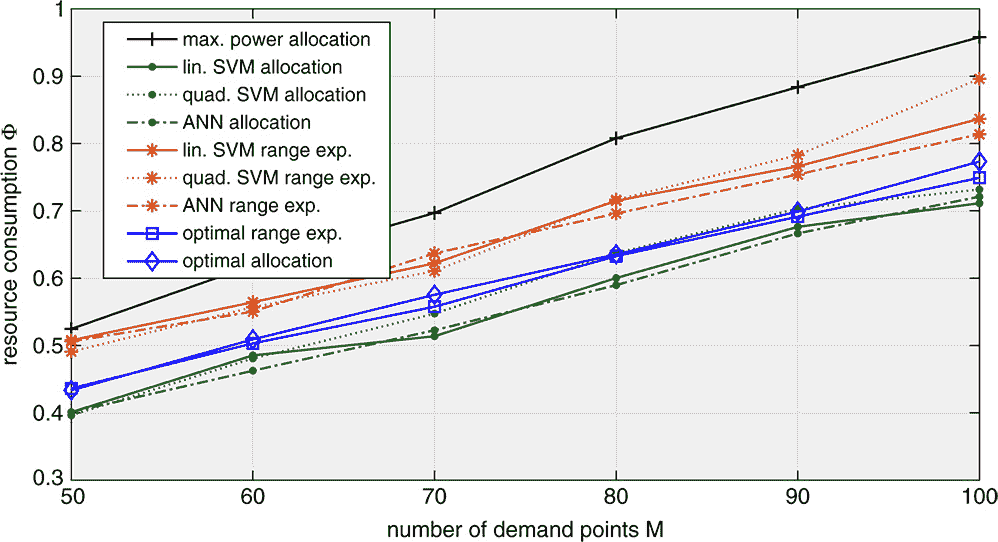 1
0.9
0.8
0.7
0.6
0.5
0.4
0.3
resource consumption Φ
max. power allocation
lin. SVM allocation
quad. SVM allocation
ANN allocation
lin. SVM range exp.
quad. SVM range exp.
ANN range exp.
optimal range exp.
optimal allocation
50 60 70 80 90 100
number of demand points M